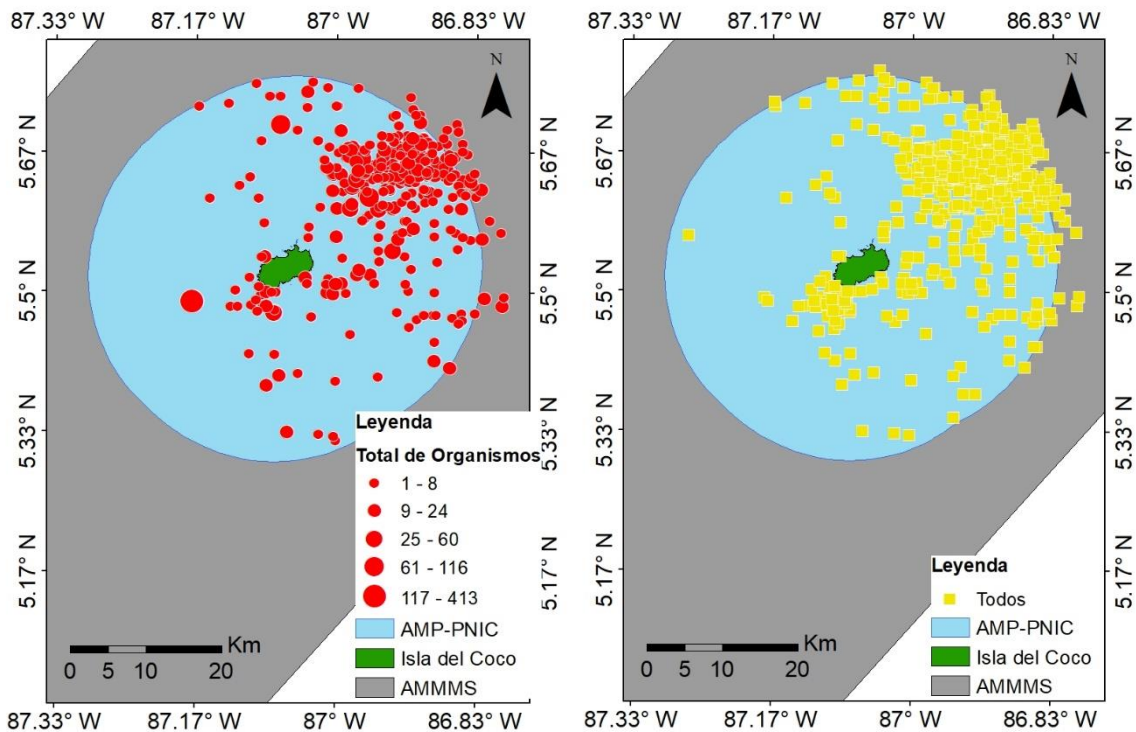 87.33° W 87.17° W 87° W 86.83° W
N
5.67° N
5.5° N
5.33° N
5.17° N
5.67° N
5.5° N
5.33° N
5.17° N
Leyenda
Total de Organismos
1 - 8
9 - 24
25 - 60
61 - 116
117 - 413
AMP-PNIC
Isla del Coco
AMMMS
Km
0 5 10 20
87.33° W 87.17° W 87° W 86.83° W
87.33° W 87.17° W 87° W 86.83° W
N
5.67° N
5.5° N
5.33° N
5.17° N
5.67° N
5.5° N
5.33° N
5.17° N
Leyenda
Todos
AMP-PNIC
Isla del Coco
AMMMS
Km
0 5 10 20
87.33° W 87.17° W 87° W 86.83° W